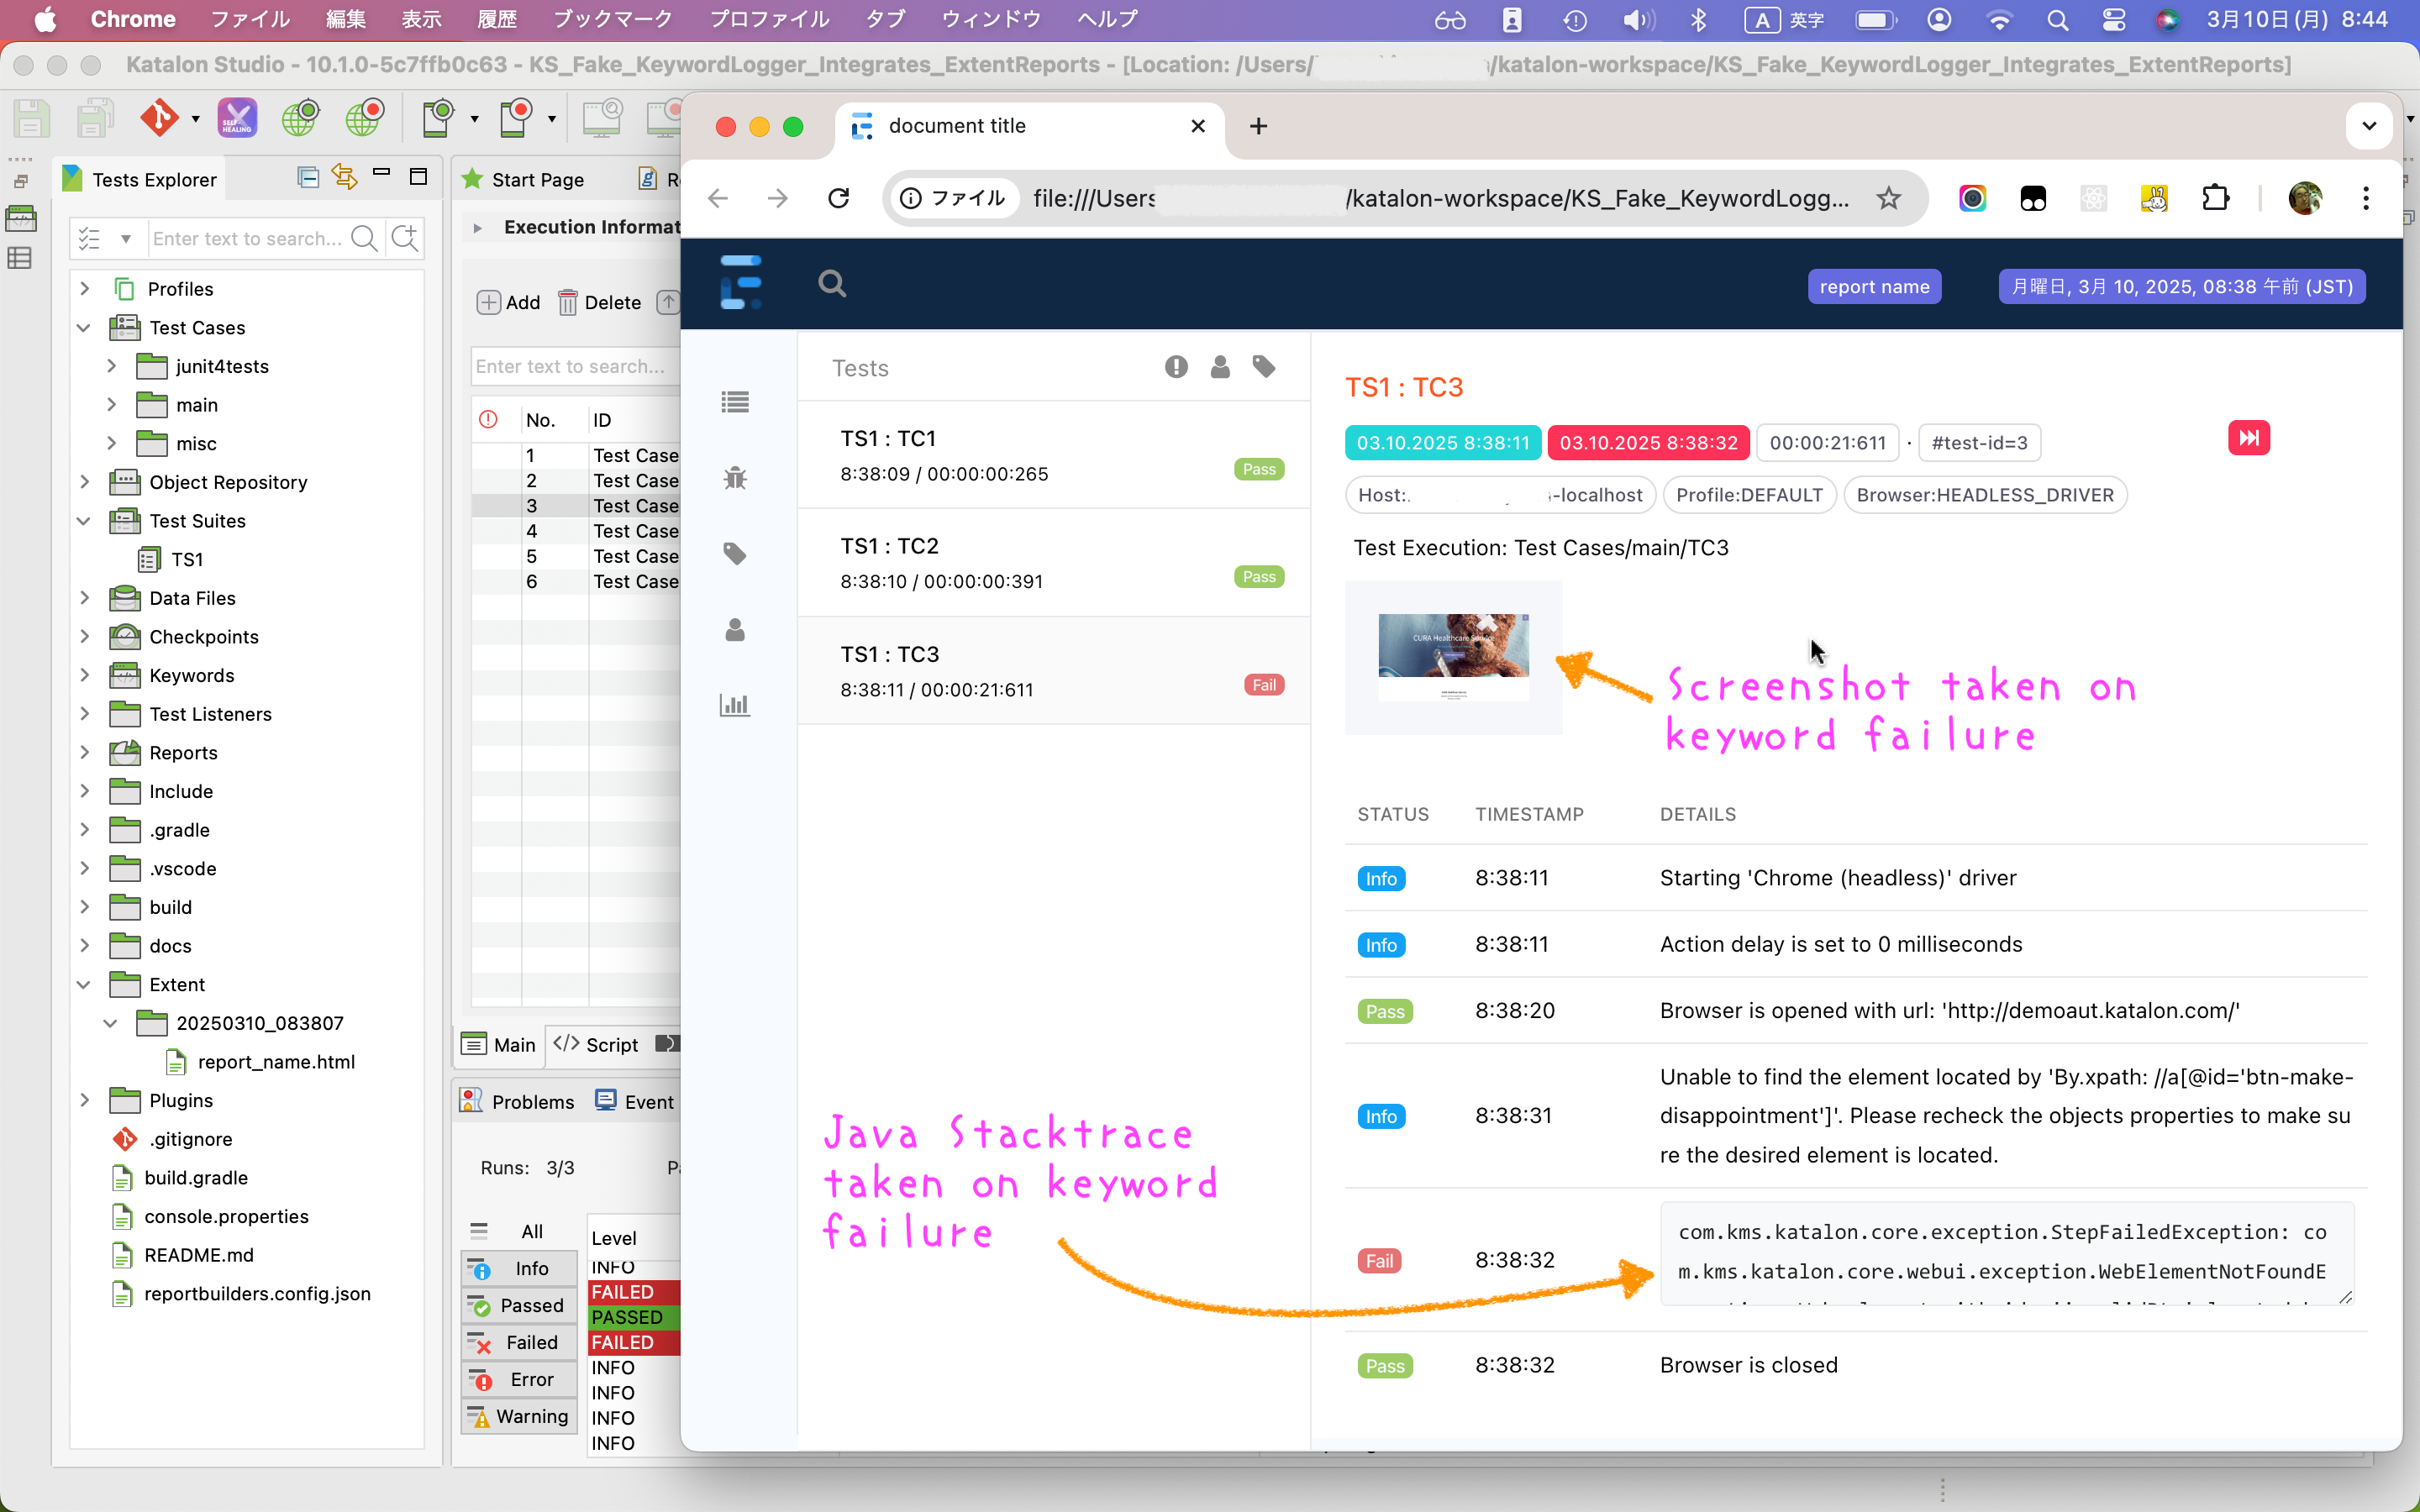 Chrome ファイル 編集 表示 履歴 ブックマーク プロファイル タブ ウィンドウ ヘルプ A 英字 3月10日(月) 8:44
Katalon Studio - 10.1.0-5c7ffb0c63 - KS_Fake_KeywordLogger_Integrates_ExtentReports - [Location: /Users/ /katalon-workspace/KS_Fake_KeywordLogger_Integrates_ExtentReports]
SELF HEALING
Tests Explorer
Enter text to search...
Profiles
Test Cases
junit4tests
main
misc
Object Repository
Test Suites
TS1
Data Files
Checkpoints
Keywords
Test Listeners
Reports
Include
.gradle
.vscode
build
docs
Extent
20250310_083807
report_name.html
Plugins
.gitignore
build.gradle
console.properties
README.md
reportbuilders.config.json
Start Page
Execution Informat
Add Delete
Enter text to search...
No. ID
1 Test Case
2 Test Case
3 Test Case
4 Test Case
5 Test Case
6 Test Case
Main </> Script
Problems Event
Runs: 3/3
All
Info
Passed
Failed
Error
Warning
Level
INFO
FAILED
PASSED
FAILED
INFO
INFO
INFO
INFO
document title
ファイル file:///Users /katalon-workspace/KS_Fake_KeywordLogg...
report name 月曜日, 3月 10, 2025, 08:38 午前 (JST)
Tests
TS1 : TC1
8:38:09 / 00:00:00:265 Pass
TS1 : TC2
8:38:10 / 00:00:00:391 Pass
TS1 : TC3
8:38:11 / 00:00:21:611 Fail
TS1 : TC3
03.10.2025 8:38:11 03.10.2025 8:38:32 00:00:21:611 · #test-id=3
Host: -localhost Profile:DEFAULT Browser:HEADLESS_DRIVER
Test Execution: Test Cases/main/TC3
CURA Healthcare Service
Screenshot taken on
keyword failure
STATUS TIMESTAMP DETAILS
Info 8:38:11 Starting 'Chrome (headless)' driver
Info 8:38:11 Action delay is set to 0 milliseconds
Pass 8:38:20 Browser is opened with url: 'http://demoaut.katalon.com/'
Info 8:38:31 Unable to find the element located by 'By.xpath: //a[@id='btn-make-
disappointment']'. Please recheck the objects properties to make su
re the desired element is located.
Java Stacktrace
taken on keyword
failure
Fail 8:38:32 com.kms.katalon.core.exception.StepFailedException: co
m.kms.katalon.core.webui.exception.WebElementNotFoundE
Pass 8:38:32 Browser is closed